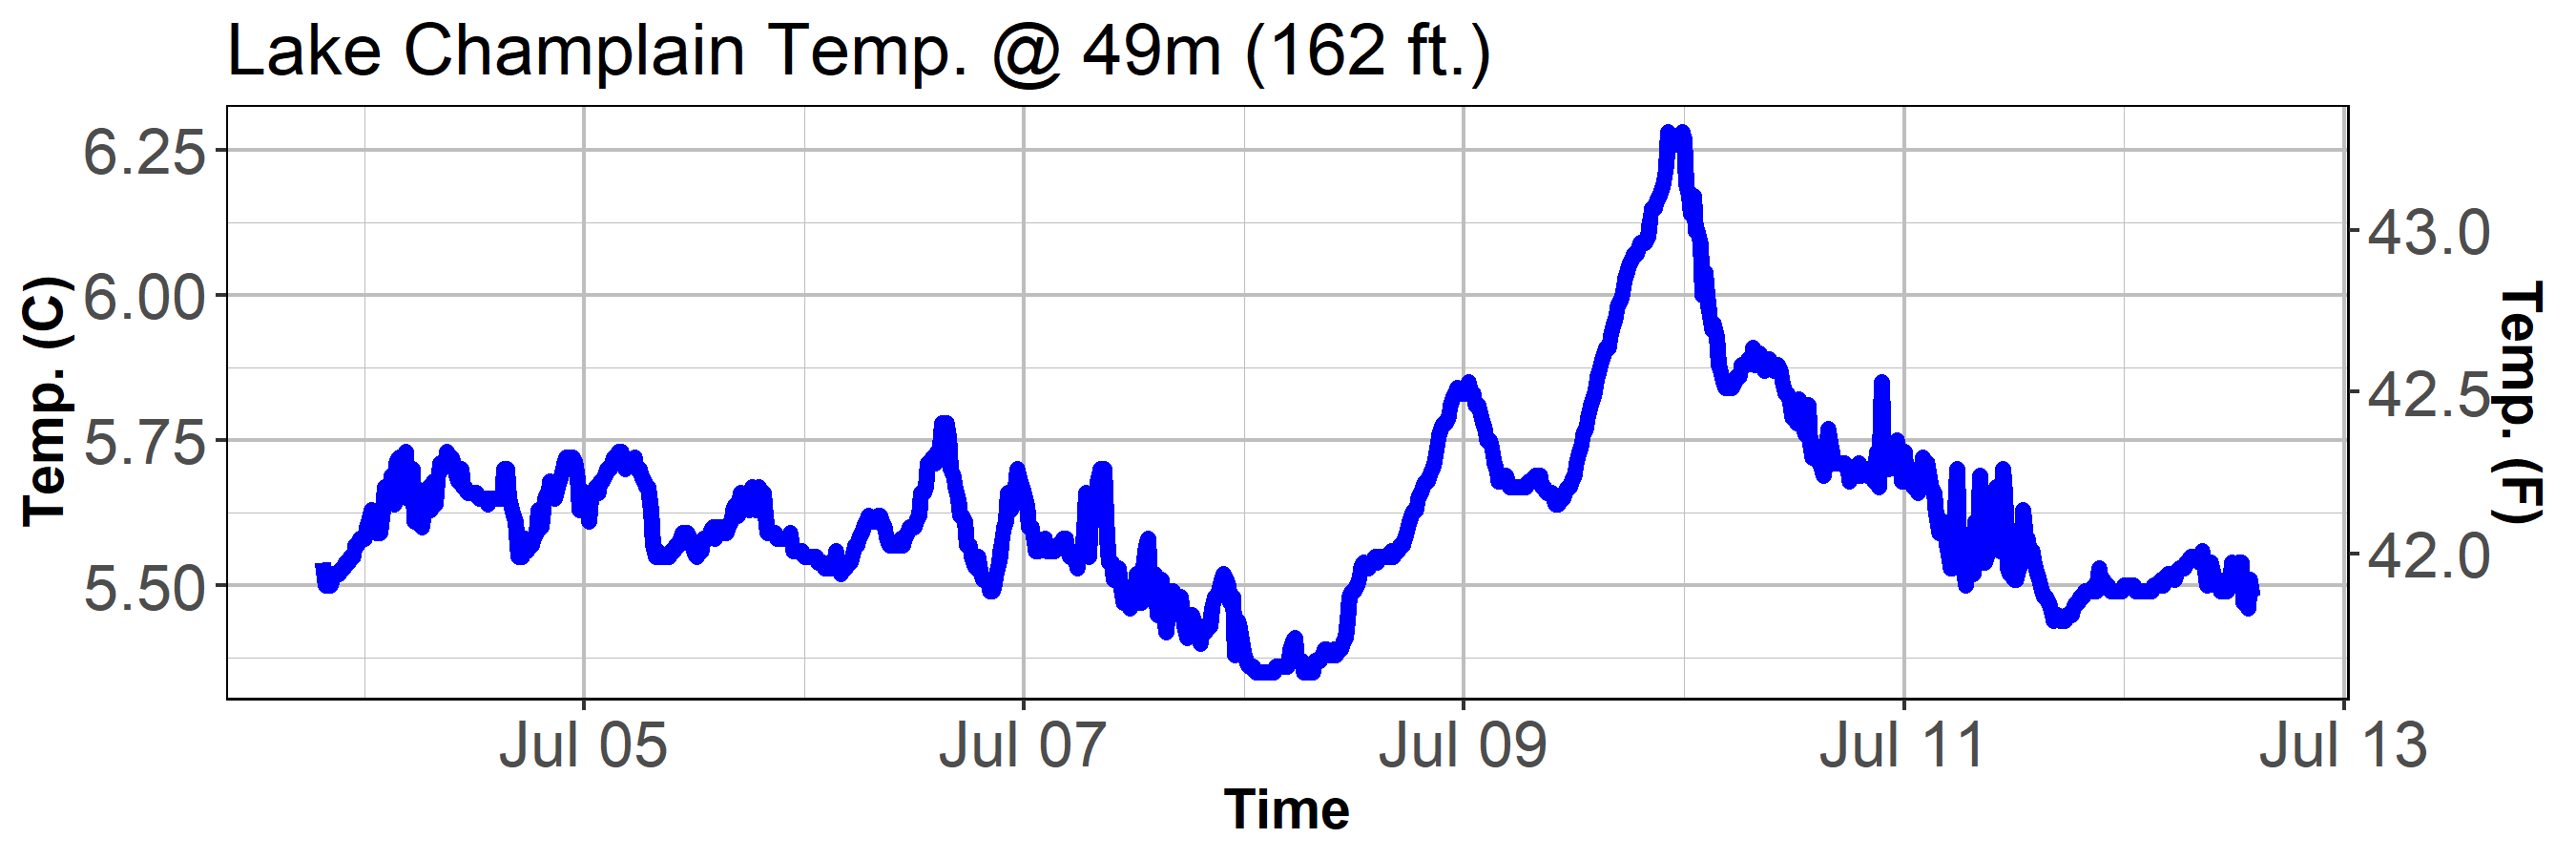 Lake Champlain Temp. @ 49m (162 ft.)
6.25
6.00
5.75
5.50
Temp. (C)
43.0
42.5
42.0
Temp. (F)
Jul 05 Jul 07 Jul 09 Jul 11 Jul 13
Time